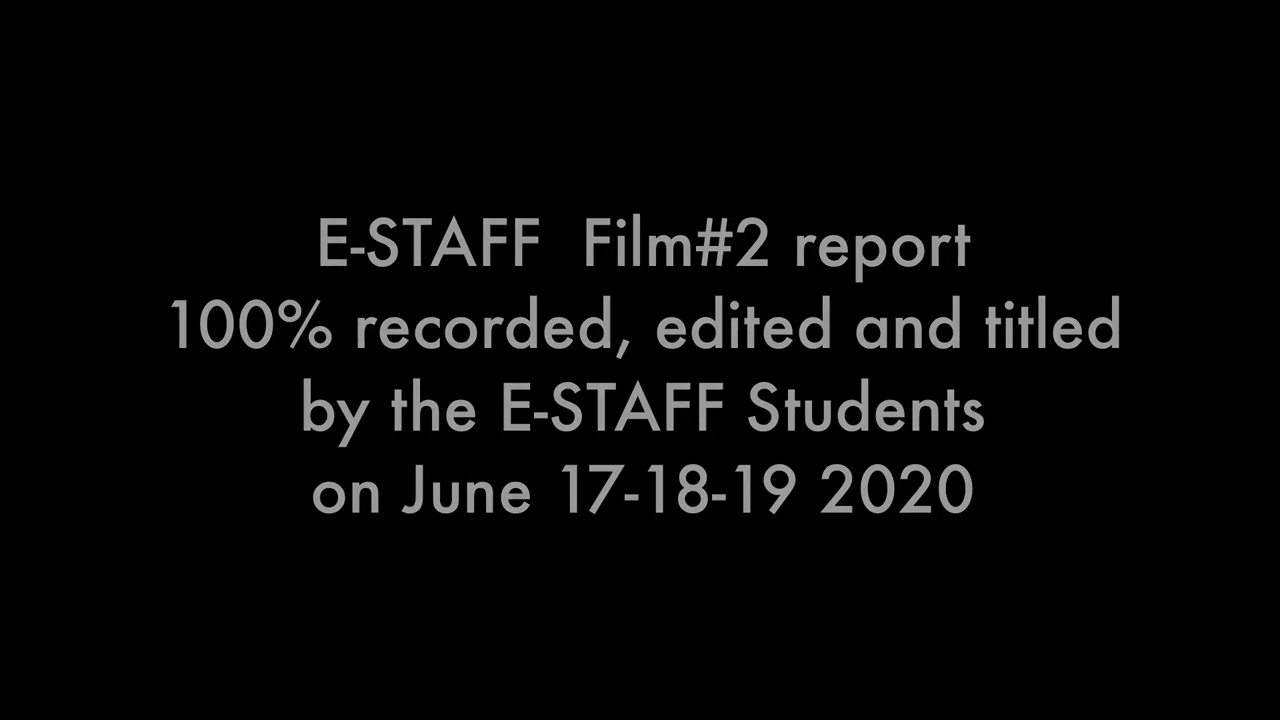 E-STAFF  Film#2 report
100% recorded, edited and titled
by the E-STAFF Students
on June 17-18-19 2020